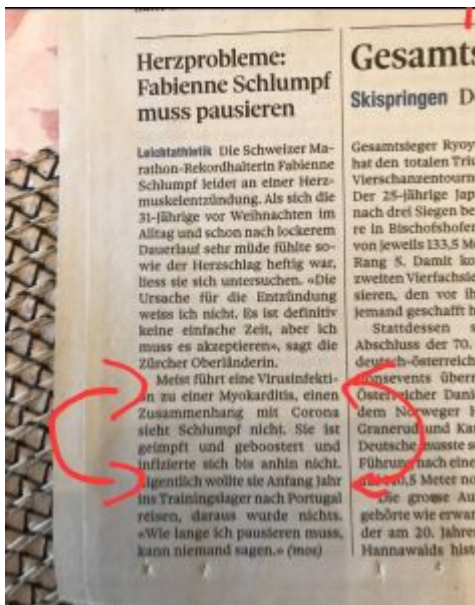 Herzprobleme:
Fabienne Schlumpf
muss pausieren
Leichtathletik Die Schweizer Ma-
rathon-Rekordhalterin Fabienne
Schlumpf leidet an einer Herz-
muskelentzündung. Als sich die
31-Jährige vor Weihnachten im
Alltag und schon nach lockerem
Dauerlauf sehr müde fühlte so-
wie der Herzschlag heftig war,
liess sie sich untersuchen. «Die
Ursache für die Entzündung
weiss ich nicht. Es ist definitiv
keine einfache Zeit, aber ich
muss es akzeptieren», sagt die
Zürcher Oberländerin.
Meist führt eine Virusinfekti-
on zu einer Myokarditis, einen
Zusammenhang mit Corona
sieht Schlumpf nicht. Sie ist
geimpft und geboostert und
infizierte sich bis anhin nicht.
Eigentlich wollte sie Anfang Jahr
ins Trainingslager nach Portugal
reisen, daraus wurde nichts.
«Wie lange ich pausieren muss,
kann niemand sagen.» (mos)
Gesamts
Skispringen D
Gesamtsieger Ryoy
hat den totalen Triu
Vierschanzentourn
Der 25-jährige Jap
nach drei Siegen be
re in Bischofshofe
von jeweils 133,5 M
Rang 5. Damit ko
zweiten Vierfachsie
sieren, den vor ih
jemand geschafft h
Stattdessen
Abschluss der 70.
deutsch-österreich
onsevents über
Österreicher Dani
dem Norweger
Granerud und Ka
Deutsche musste s
Führung nach eine
Meter no
Die grosse Au
gehörte wie erwar
der am 20. Jahre
Hannawalds hist